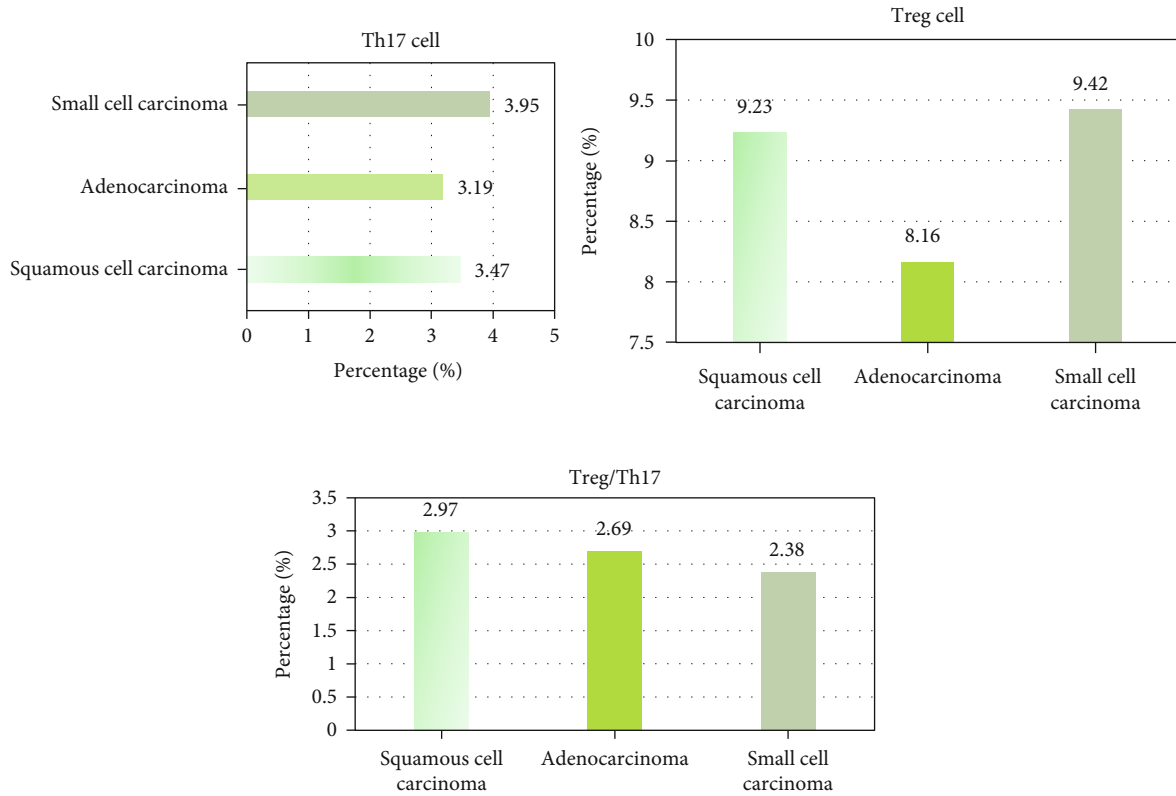 Th17 cell
Small cell carcinoma
3.95
Adenocarcinoma
3.19
Squamous cell carcinoma
3.47
0 1 2 3 4 5
Percentage (%)
Treg cell
Percentage (%)
10
9.5
9
8.5
8
7.5
9.23
8.16
9.42
Squamous cell
carcinoma
Adenocarcinoma
Small cell
carcinoma
Treg/Th17
Percentage (%)
3.5
3
2.5
2
1.5
1
0.5
0
2.97
2.69
2.38
Squamous cell
carcinoma
Adenocarcinoma
Small cell
carcinoma